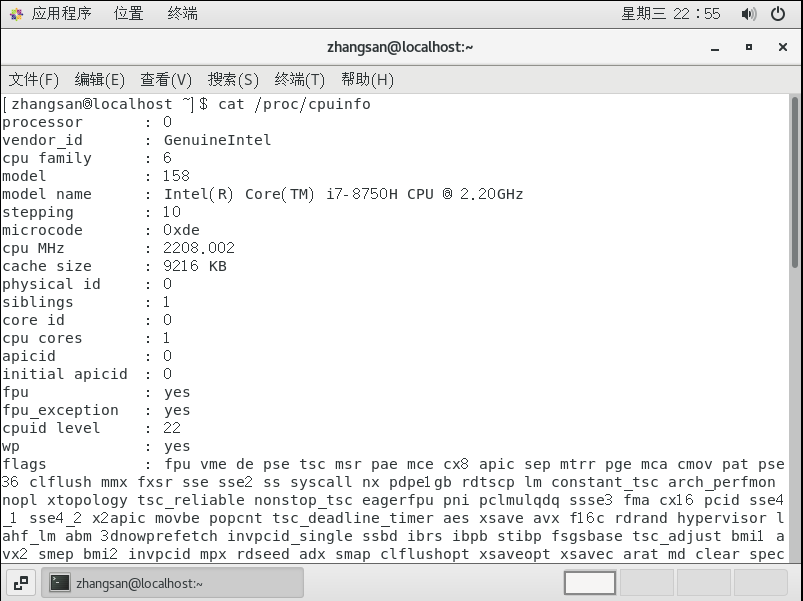 应用程序 位置 终端 星期三 22：55
zhangsan@localhost:~
文件(F) 编辑(E) 查看(V) 搜索(S) 终端(T) 帮助(H)
[zhangsan@localhost ~]$ cat /proc/cpuinfo
processor : 0
vendor_id : GenuineIntel
cpu family : 6
model : 158
model name : Intel(R) Core(TM) i7-8750H CPU @ 2.20GHz
stepping : 10
microcode : 0xde
cpu MHz : 2208.002
cache size : 9216 KB
physical id : 0
siblings : 1
core id : 0
cpu cores : 1
apicid : 0
initial apicid : 0
fpu : yes
fpu_exception : yes
cpuid level : 22
wp : yes
flags : fpu vme de pse tsc msr pae mce cx8 apic sep mtrr pge mca cmov pat pse
36 clflush mmx fxsr sse sse2 ss syscall nx pdpe1gb rdtscp lm constant_tsc arch_perfmon
nopl xtopology tsc_reliable nonstop_tsc eagerfpu pni pclmulqdq ssse3 fma cx16 pcid sse4
_1 sse4_2 x2apic movbe popcnt tsc_deadline_timer aes xsave avx f16c rdrand hypervisor l
ahf_lm abm 3dnowprefetch invpcid_single ssbd ibrs ibpb stibp fsgsbase tsc_adjust bmi1 a
vx2 smep bmi2 invpcid mpx rdseed adx smap clflushopt xsaveopt xsavec arat md_clear spec
zhangsan@localhost:~